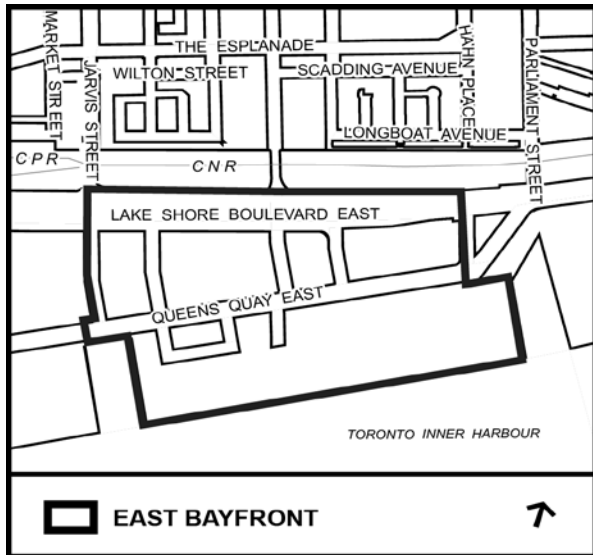 MARKET STREET
JARVIS STREET
THE ESPLANADE
WILTON STREET
SCADDING AVENUE
HAHN PLACE
PARLIAMENT STREET
LONGBOAT AVENUE
CPR
CNR
LAKE SHORE BOULEVARD EAST
QUEENS QUAY EAST
TORONTO INNER HARBOUR
EAST BAYFRONT